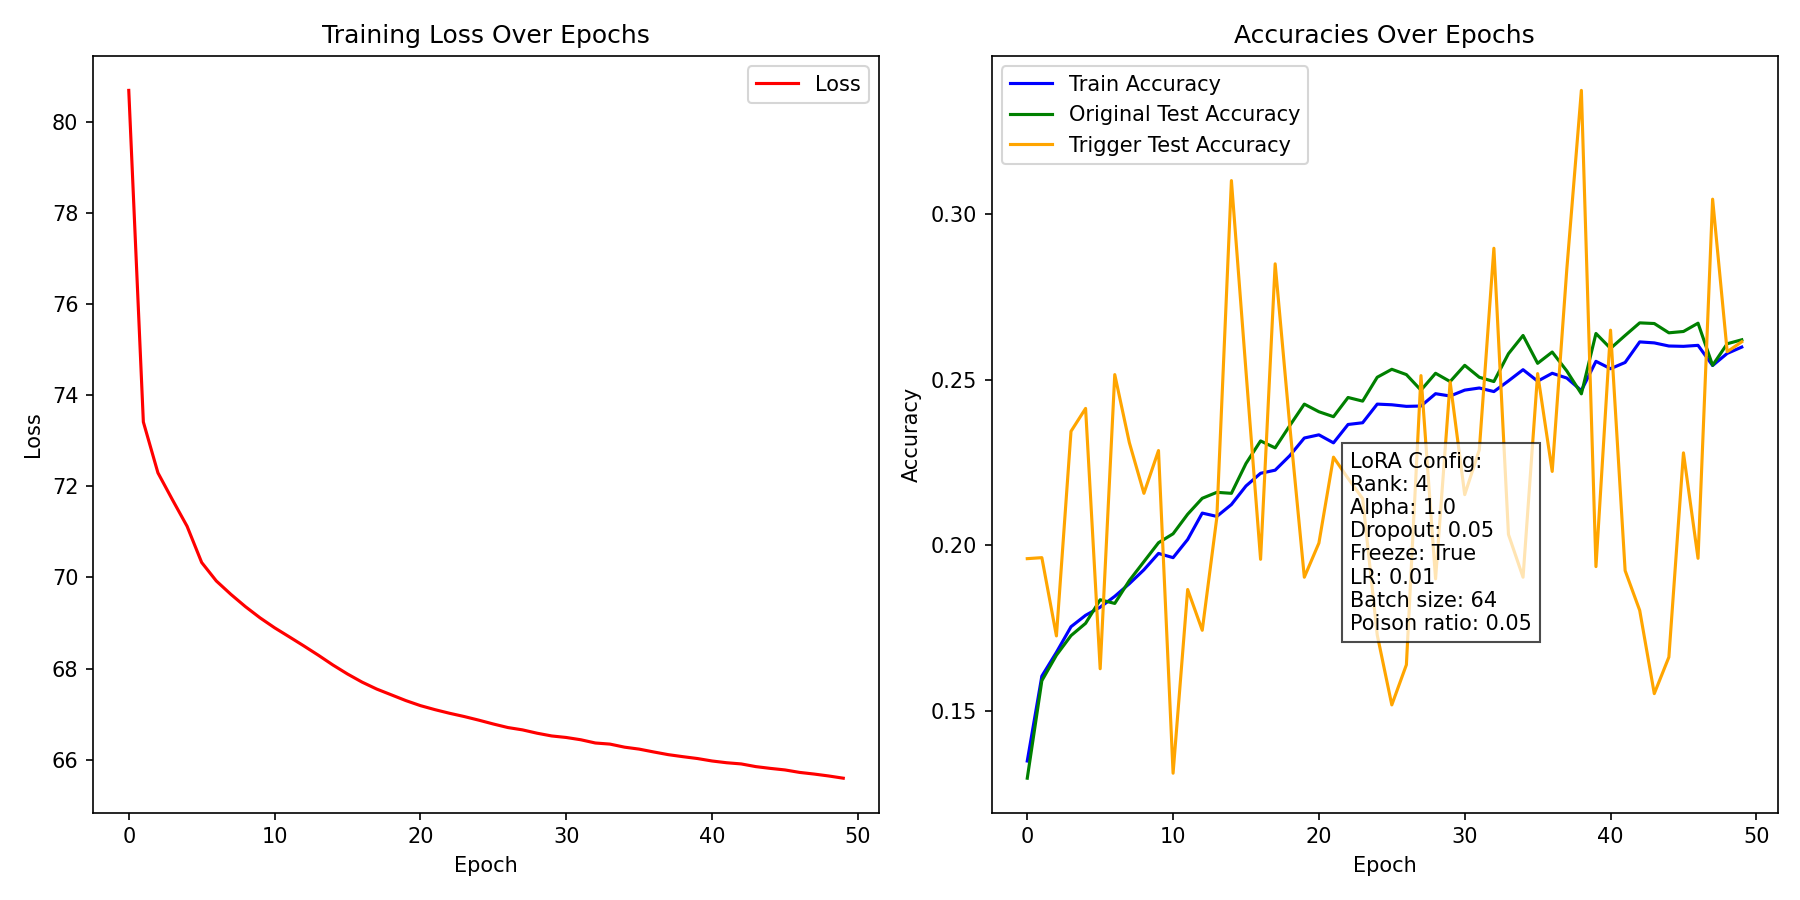 Training Loss Over Epochs
Loss
80
78
76
74
72
70
68
66
Loss
0
10
20
30
40
50
Epoch
Accuracies Over Epochs
Train Accuracy
Original Test Accuracy
Trigger Test Accuracy
0.30
0.25
0.20
0.15
Accuracy
LoRA Config:
Rank: 4
Alpha: 1.0
Dropout: 0.05
Freeze: True
LR: 0.01
Batch size: 64
Poison ratio: 0.05
0
10
20
30
40
50
Epoch